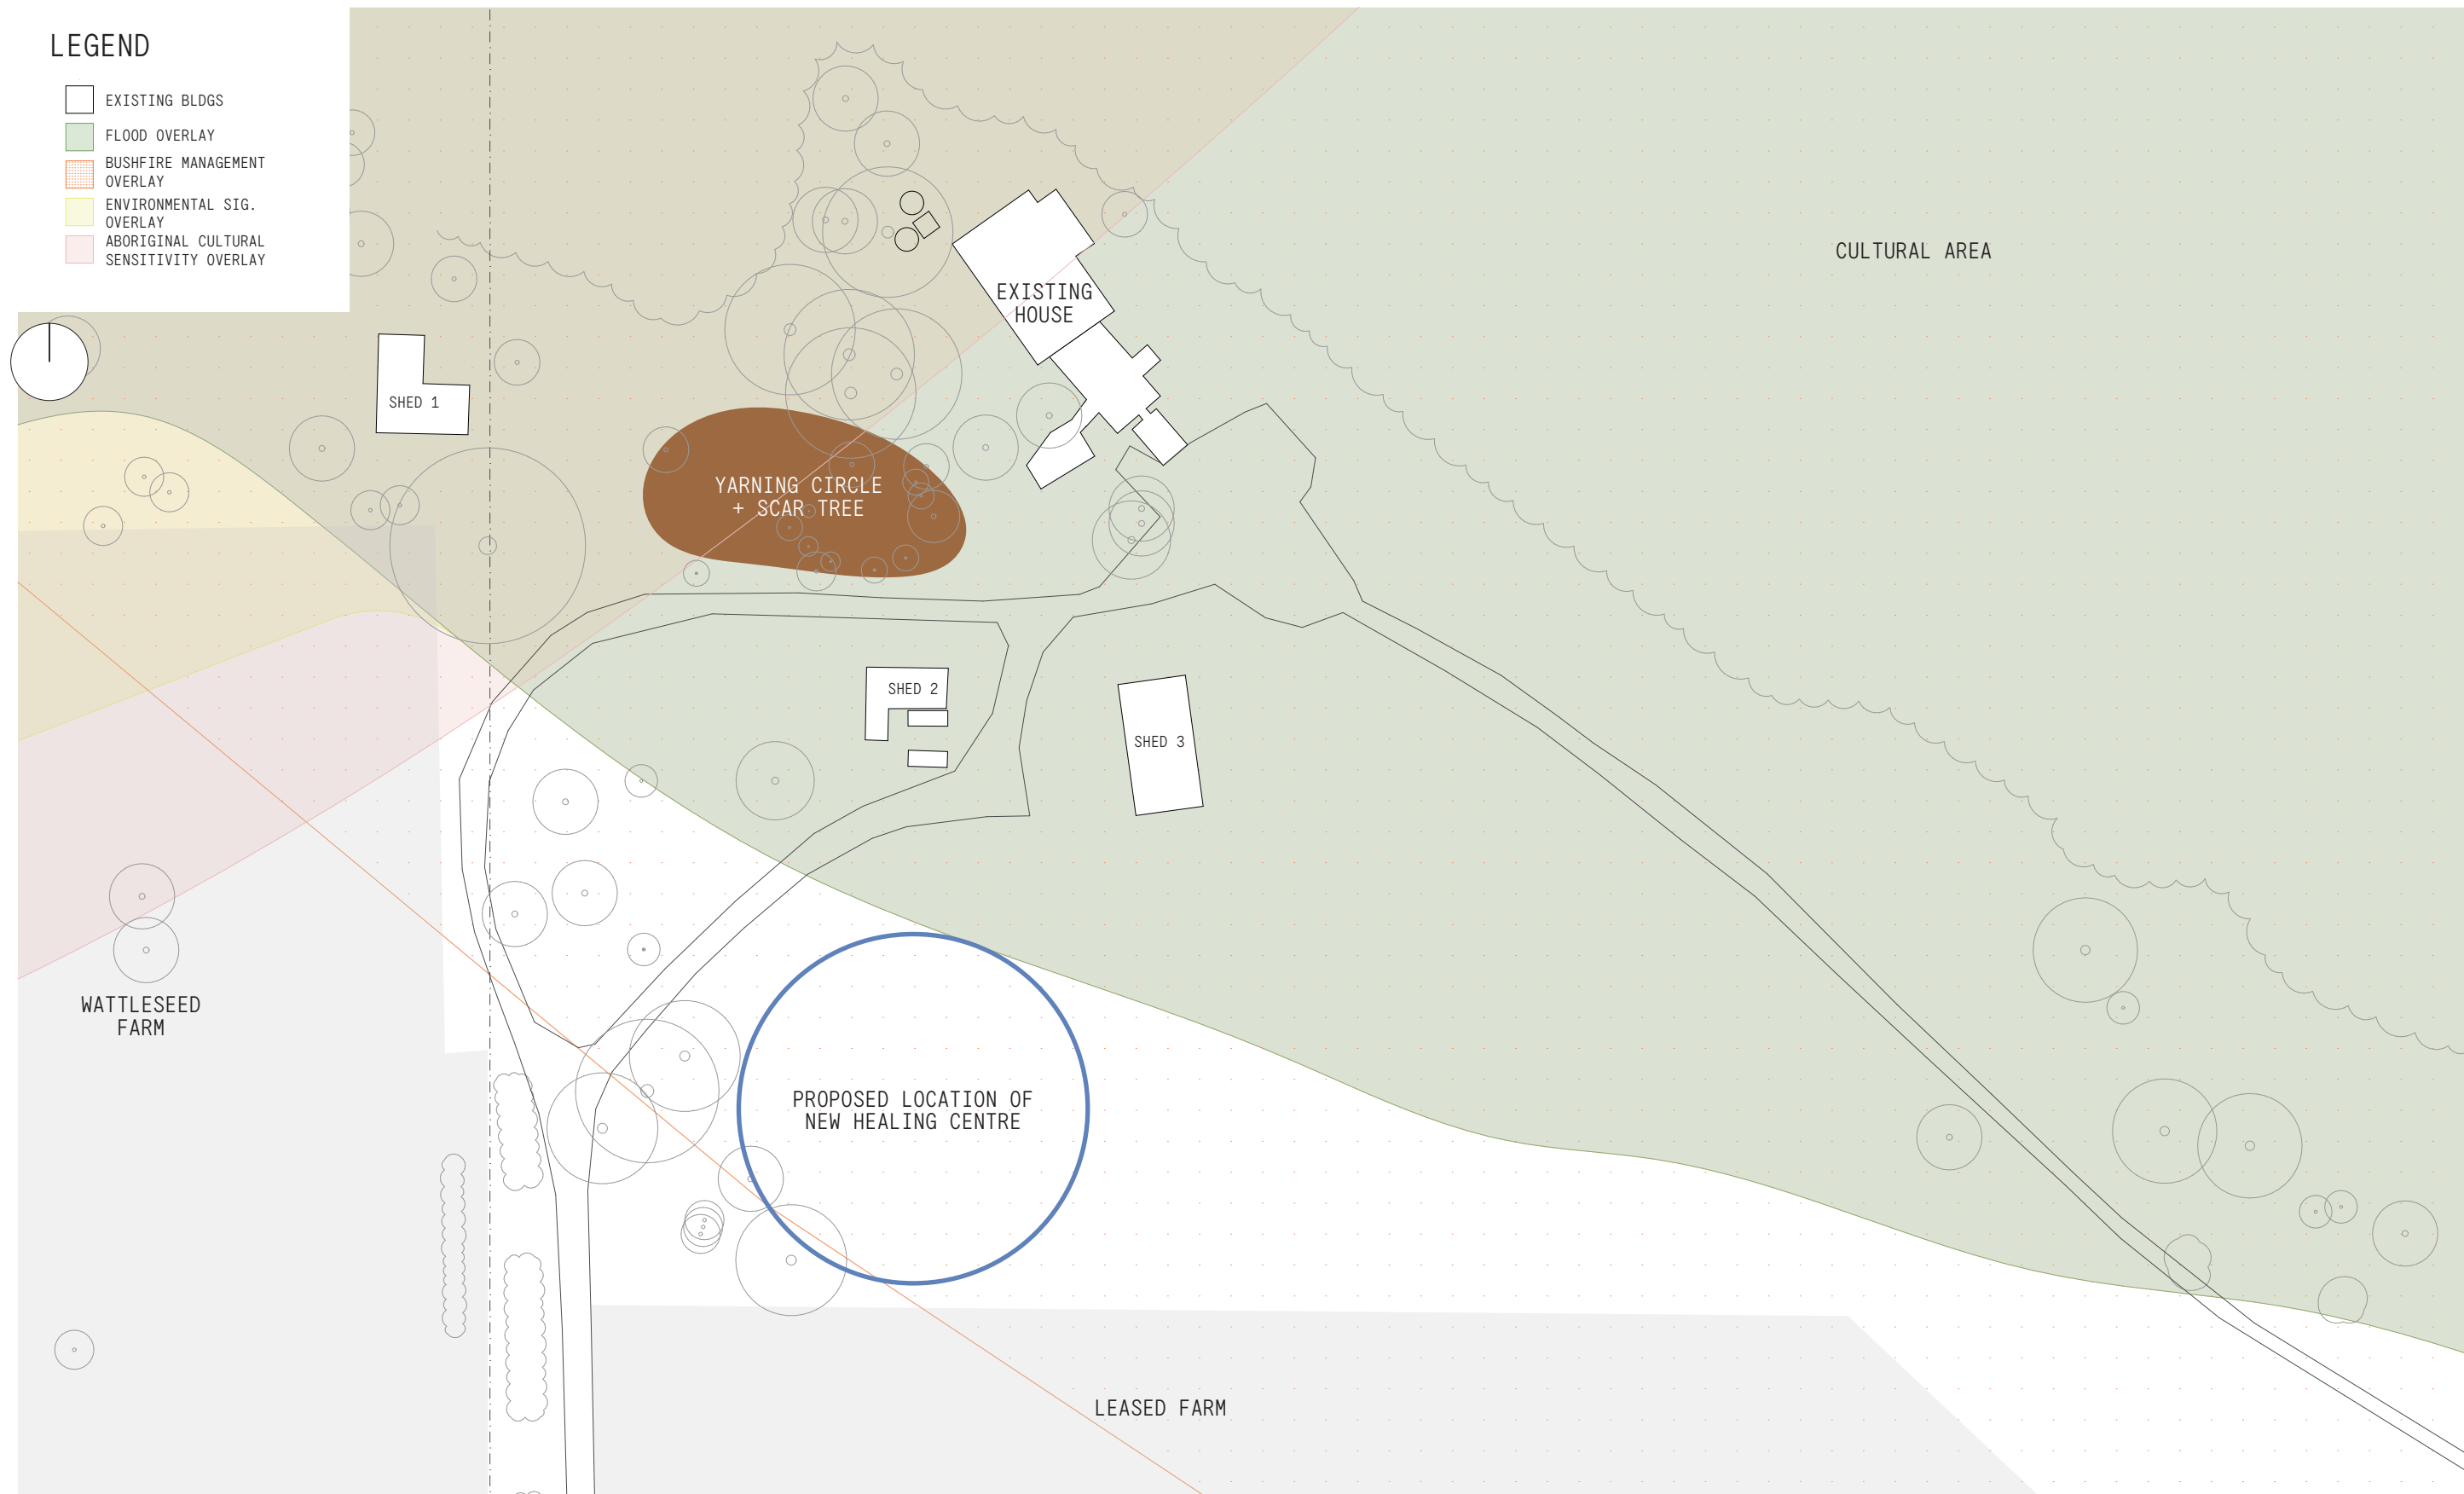 LEGEND
EXISTING BLDGS
FLOOD OVERLAY
BUSHFIRE MANAGEMENT
OVERLAY
ENVIRONMENTAL SIG.
OVERLAY
ABORIGINAL CULTURAL
SENSITIVITY OVERLAY
CULTURAL AREA
EXISTING
HOUSE
SHED 1
YARNING CIRCLE
+ SCAR TREE
SHED 2
SHED 3
WATTLESEED
FARM
PROPOSED LOCATION OF
NEW HEALING CENTRE
LEASED FARM